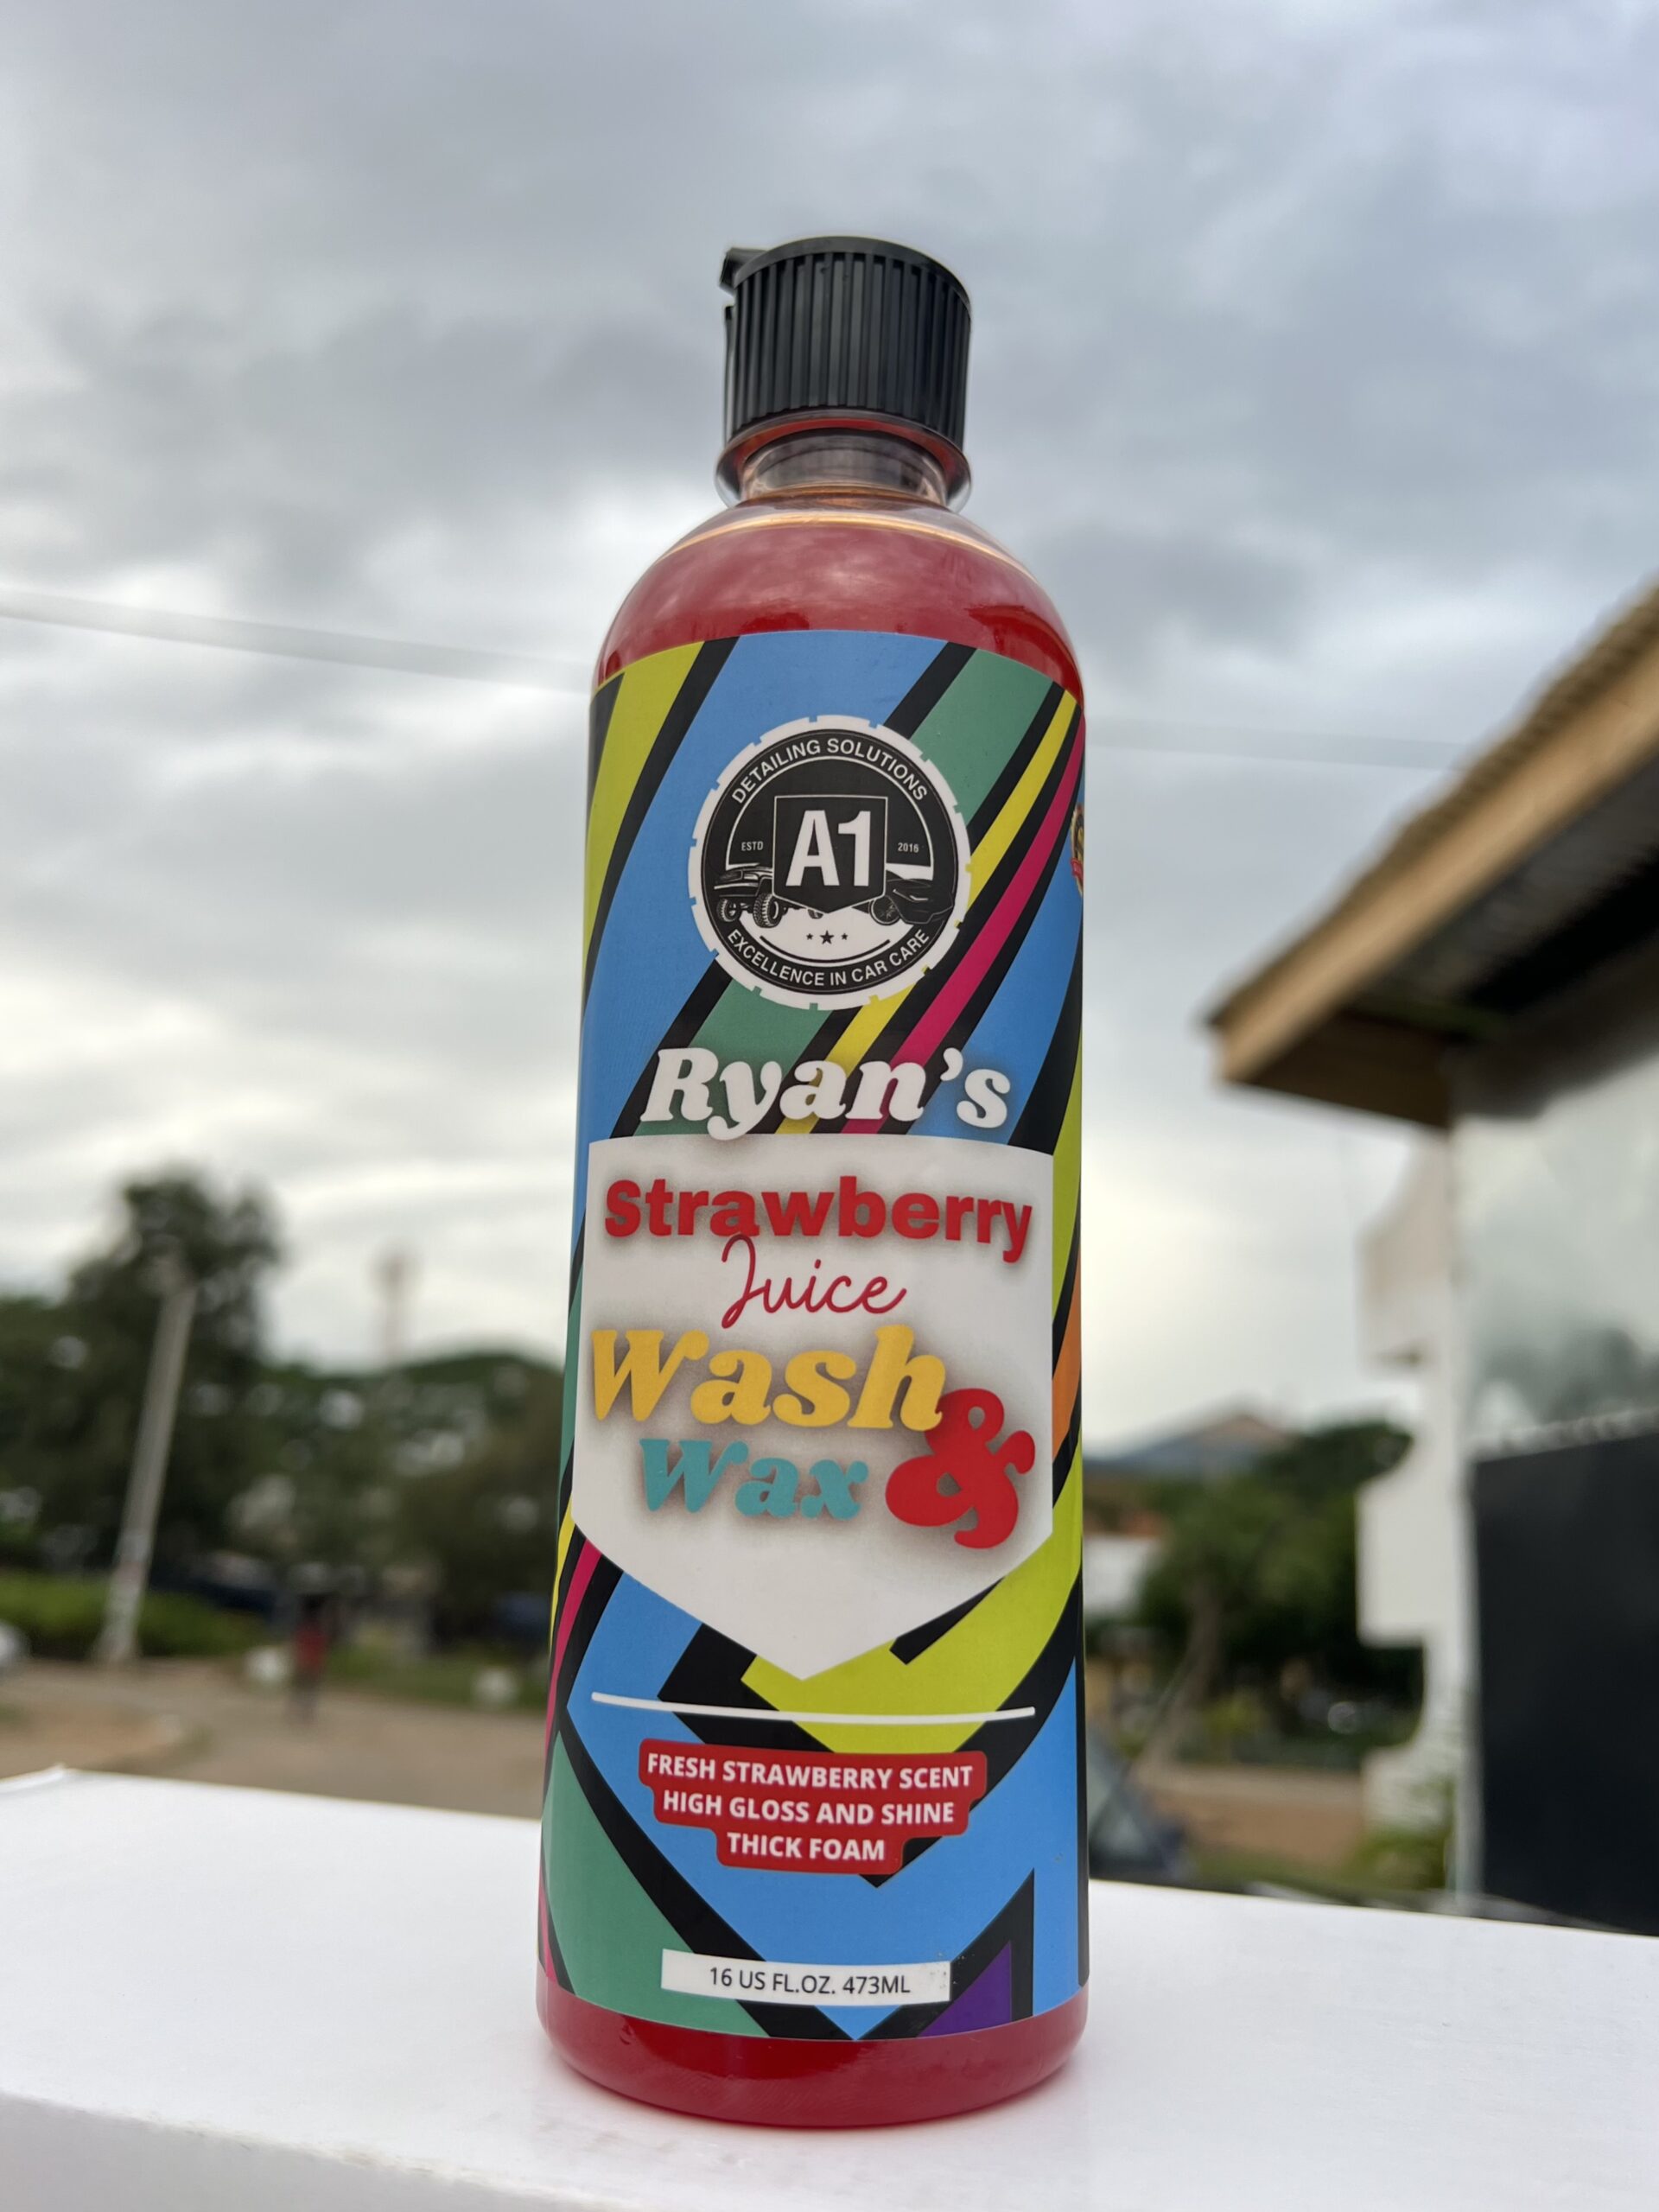 DETAILING SOLUTIONS
ESTD
A1
2016
EXCELLENCE IN CAR CARE
Ryan's
Strawberry
Juice
Wash
&
Wax
FRESH STRAWBERRY SCENT
HIGH GLOSS AND SHINE
THICK FOAM
16 US FL.OZ. 473ML